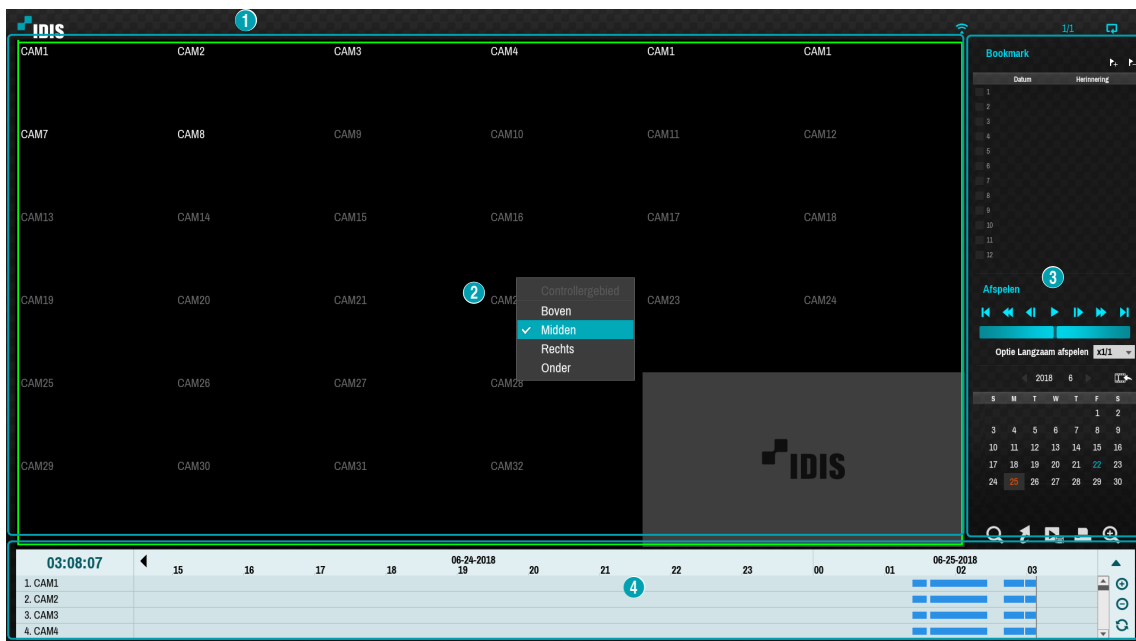 IDIS
1
1/1
CAM1 CAM2 CAM3 CAM4 CAM1 CAM1
CAM7 CAM8 CAM9 CAM10 CAM11 CAM12
CAM13 CAM14 CAM15 CAM16 CAM17 CAM18
CAM19 CAM20 CAM21 CAM2 CAM23 CAM24
CAM25 CAM26 CAM27 CAM28
CAM29 CAM30 CAM31 CAM32
2
Controllergebied
Boven
Midden
Rechts
Onder
IDIS
Bookmark
Datum Herinnering
1
2
3
4
5
6
7
8
9
10
11
12
3
Afspelen
Optie Langzaam afspelen x1/1
2018 6
S M T W T F S
1 2
3 4 5 6 7 8 9
10 11 12 13 14 15 16
17 18 19 20 21 22 23
24 25 26 27 28 29 30
03:08:07
06-24-2018 06-25-2018
15 16 17 18 19 20 21 22 23 00 01 02 03
4
1. CAM1
2. CAM2
3. CAM3
4. CAM4